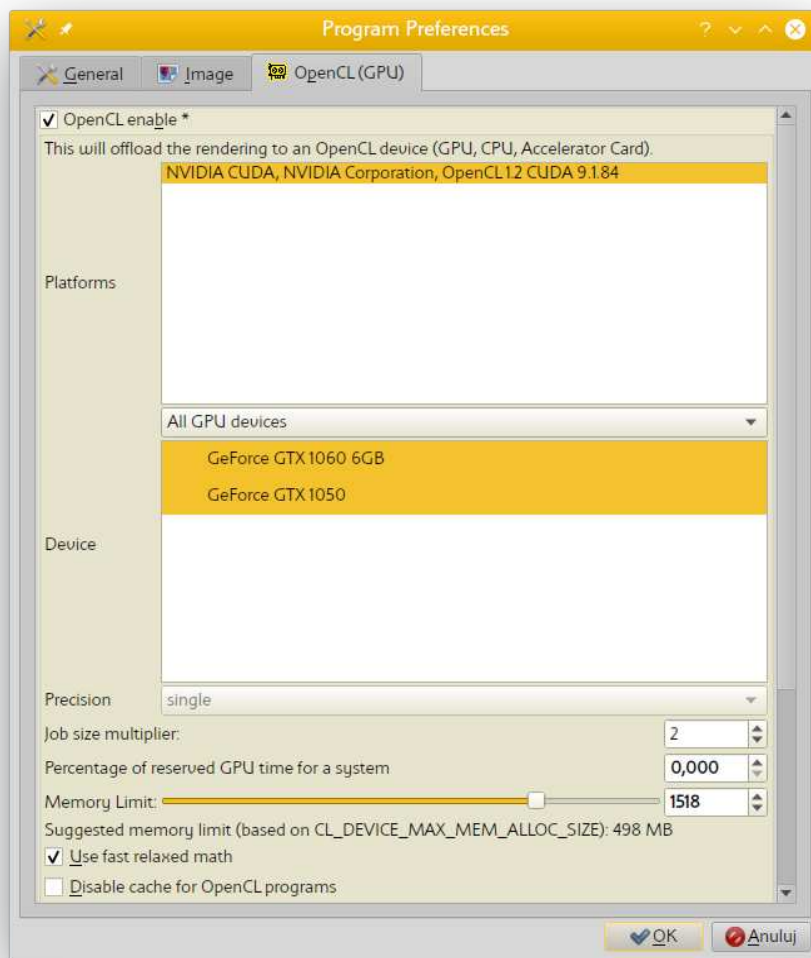 Program Preferences
General
Image
OpenCL (GPU)
OpenCL enable *
This will offload the rendering to an OpenCL device (GPU, CPU, Accelerator Card).
Platforms
NVIDIA CUDA, NVIDIA Corporation, OpenCL 1.2 CUDA 9.1.84
All GPU devices
Device
GeForce GTX 1060 6GB
GeForce GTX 1050
Precision single
Job size multiplier: 2
Percentage of reserved GPU time for a system 0,000
Memory Limit: 1518
Suggested memory limit (based on CL_DEVICE_MAX_MEM_ALLOC_SIZE): 498 MB
Use fast relaxed math
Disable cache for OpenCL programs
OK
Anuluj